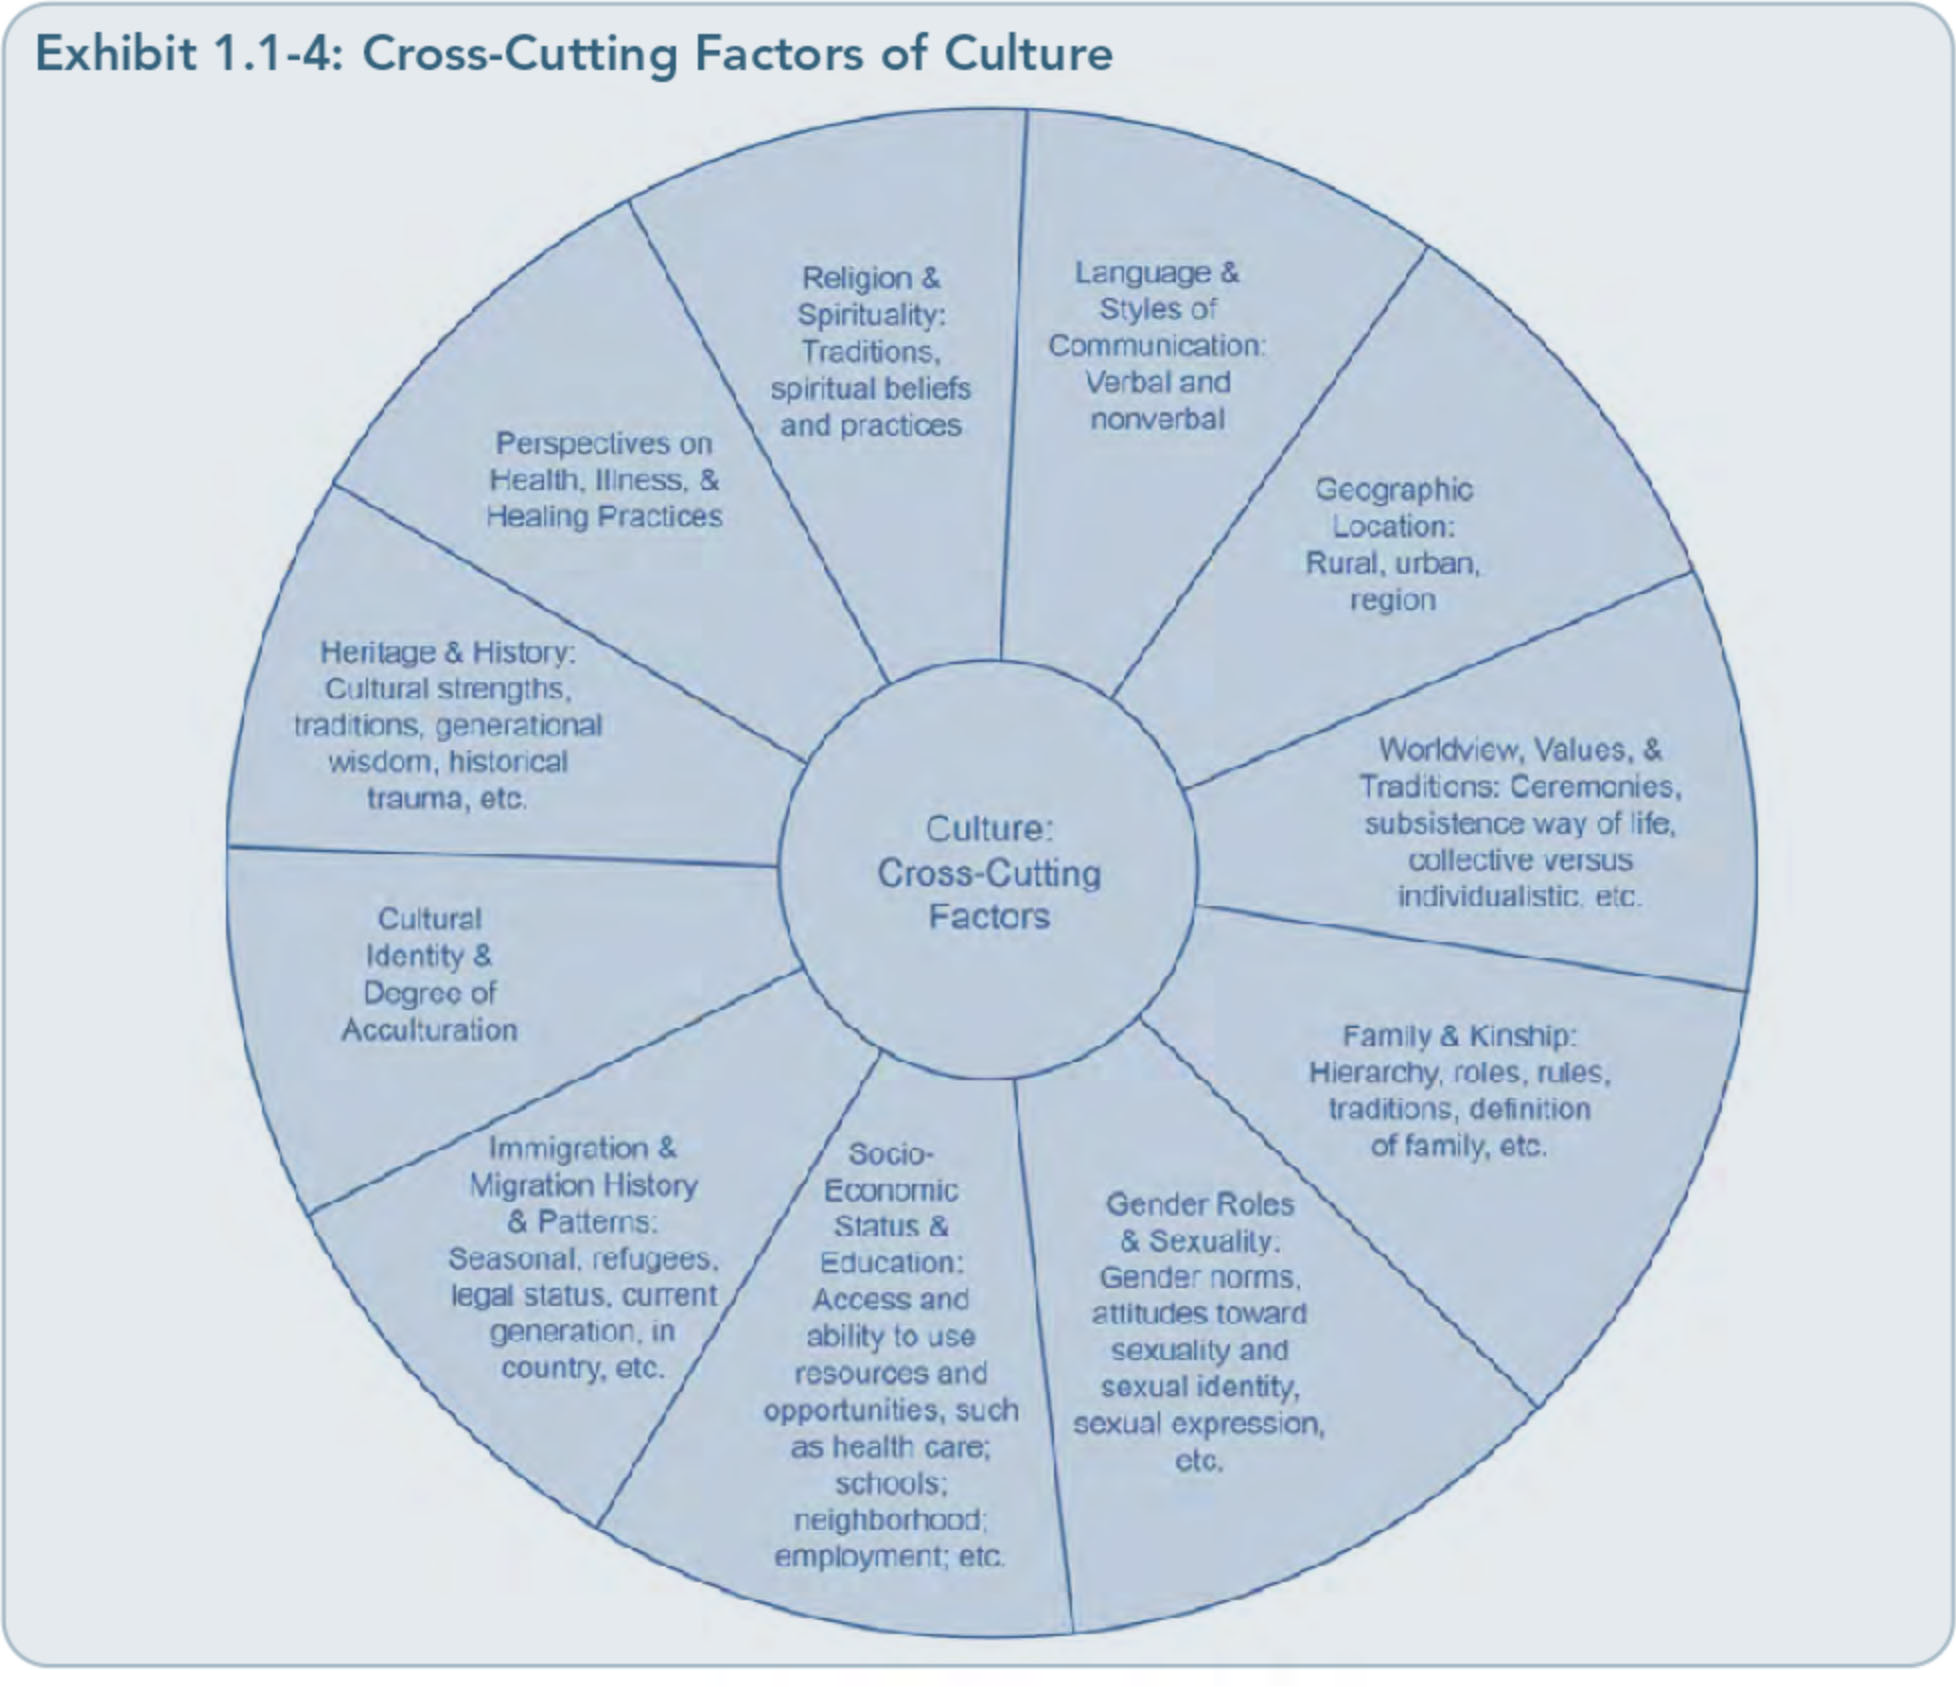 Exhibit 1.1-4: Cross-Cutting Factors of Culture
Religion &
Spirituality:
Traditions,
spiritual beliefs
and practices
Language &
Styles of
Communication:
Verbal and
nonverbal
Geographic
Location:
Rural, urban,
region
Worldview, Values, &
Traditions: Ceremonies,
subsistence way of life,
collective versus
individualistic, etc.
Family & Kinship:
Hierarchy, roles, rules,
traditions, definition
of family, etc.
Gender Roles
& Sexuality:
Gender norms,
attitudes toward
sexuality and
sexual identity,
sexual expression,
etc.
Socio-
Economic
Status &
Education:
Access and
ability to use
resources and
opportunities, such
as health care;
schools;
neighborhood;
employment; etc.
Immigration &
Migration History
& Patterns:
Seasonal, refugees,
legal status, current
generation, in
country, etc.
Cultural
Identity &
Degree of
Acculturation
Heritage & History:
Cultural strengths,
traditions, generational
wisdom, historical
trauma, etc.
Perspectives on
Health, Illness, &
Healing Practices
Culture:
Cross-Cutting
Factors